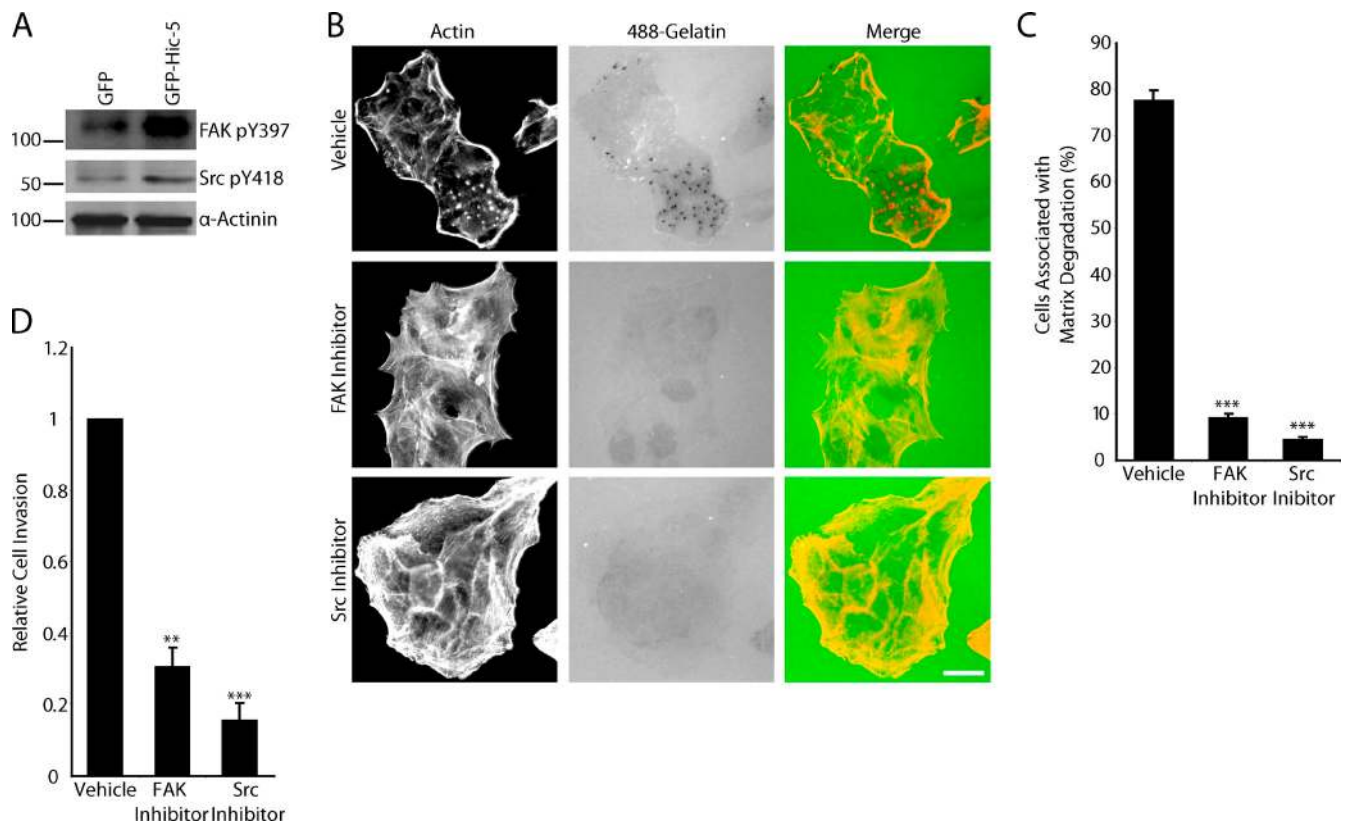 A
GFP
GFP-Hic-5
100
FAK pY397
50
Src pY418
100
α-Actinin
B
Actin
488-Gelatin
Merge
Vehicle
FAK Inhibitor
Src Inhibitor
C
Cells Associated with
Matrix Degradation (%)
90
80
70
60
50
40
30
20
10
0
***
***
Vehicle
FAK
Inhibitor
Src
Inibitor
D
Relative Cell Invasion
1.2
1
0.8
0.6
0.4
0.2
0
**
***
Vehicle
FAK
Inhibitor
Src
Inhibitor